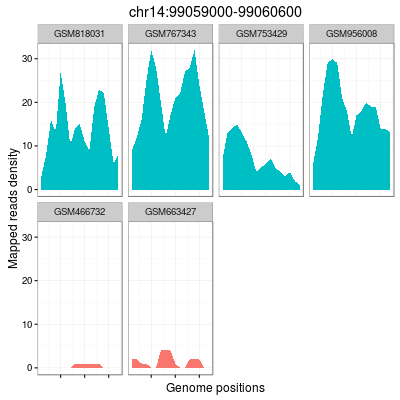 chr14:99059000-99060600
GSM818031 GSM767343 GSM753429 GSM956008
30
20
10
0
GSM466732 GSM663427
30
20
10
0
Mapped reads density
Genome positions